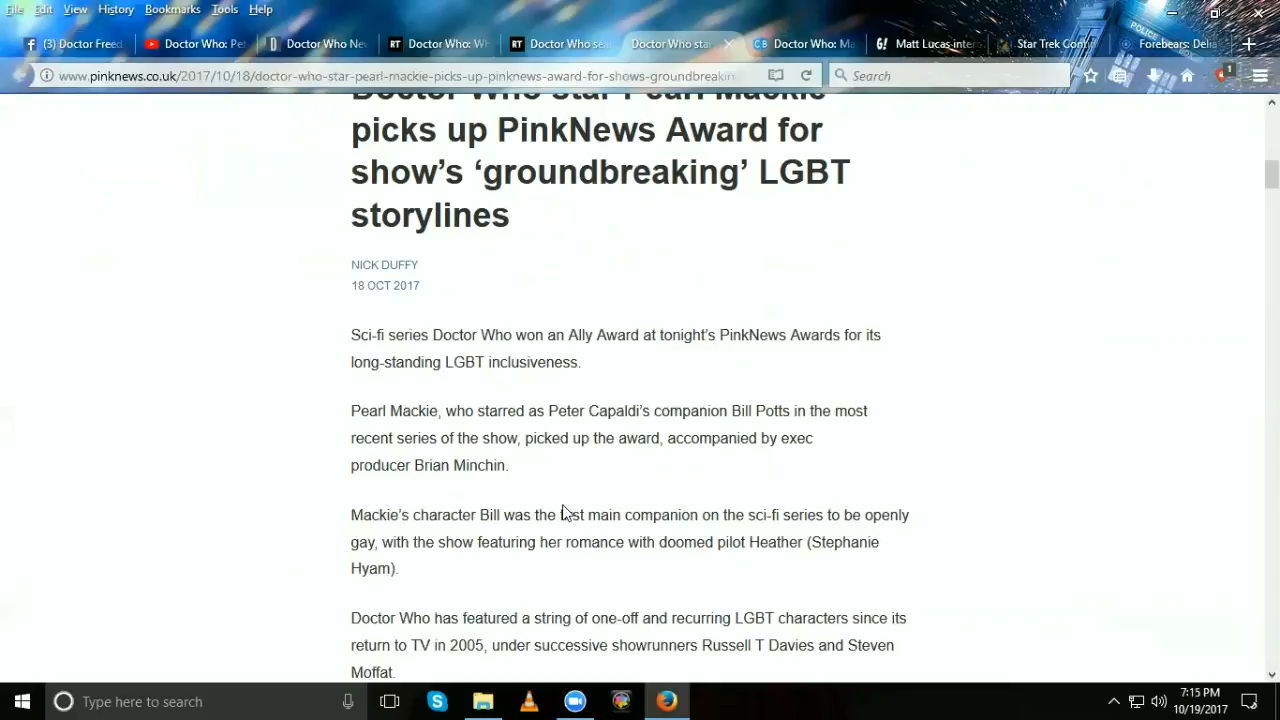 File Edit View History Bookmarks Tools Help
(3) Doctor Freed
Doctor Who: Pet
Doctor Who Nev
Doctor Who: W
Doctor Who sea
Doctor Who sta
Doctor Who: Ma
Matt Lucas-inte
Star Trek Con
Forebears: Delia
www.pinknews.co.uk/2017/10/18/doctor-who-star-pearl-mackie-picks-up-pinknews-award-for-shows-groundbreakin
Search
1
Doctor Who star Pearl Mackie
picks up PinkNews Award for
show's ‘groundbreaking’ LGBT
storylines
NICK DUFFY
18 OCT 2017
Sci-fi series Doctor Who won an Ally Award at tonight's PinkNews Awards for its
long-standing LGBT inclusiveness.
Pearl Mackie, who starred as Peter Capaldi's companion Bill Potts in the most
recent series of the show, picked up the award, accompanied by exec
producer Brian Minchin.
Mackie's character Bill was the first main companion on the sci-fi series to be openly
gay, with the show featuring her romance with doomed pilot Heather (Stephanie
Hyam).
Doctor Who has featured a string of one-off and recurring LGBT characters since its
return to TV in 2005, under successive showrunners Russell T Davies and Steven
Moffat.
Type here to search
7:15 PM
10/19/2017